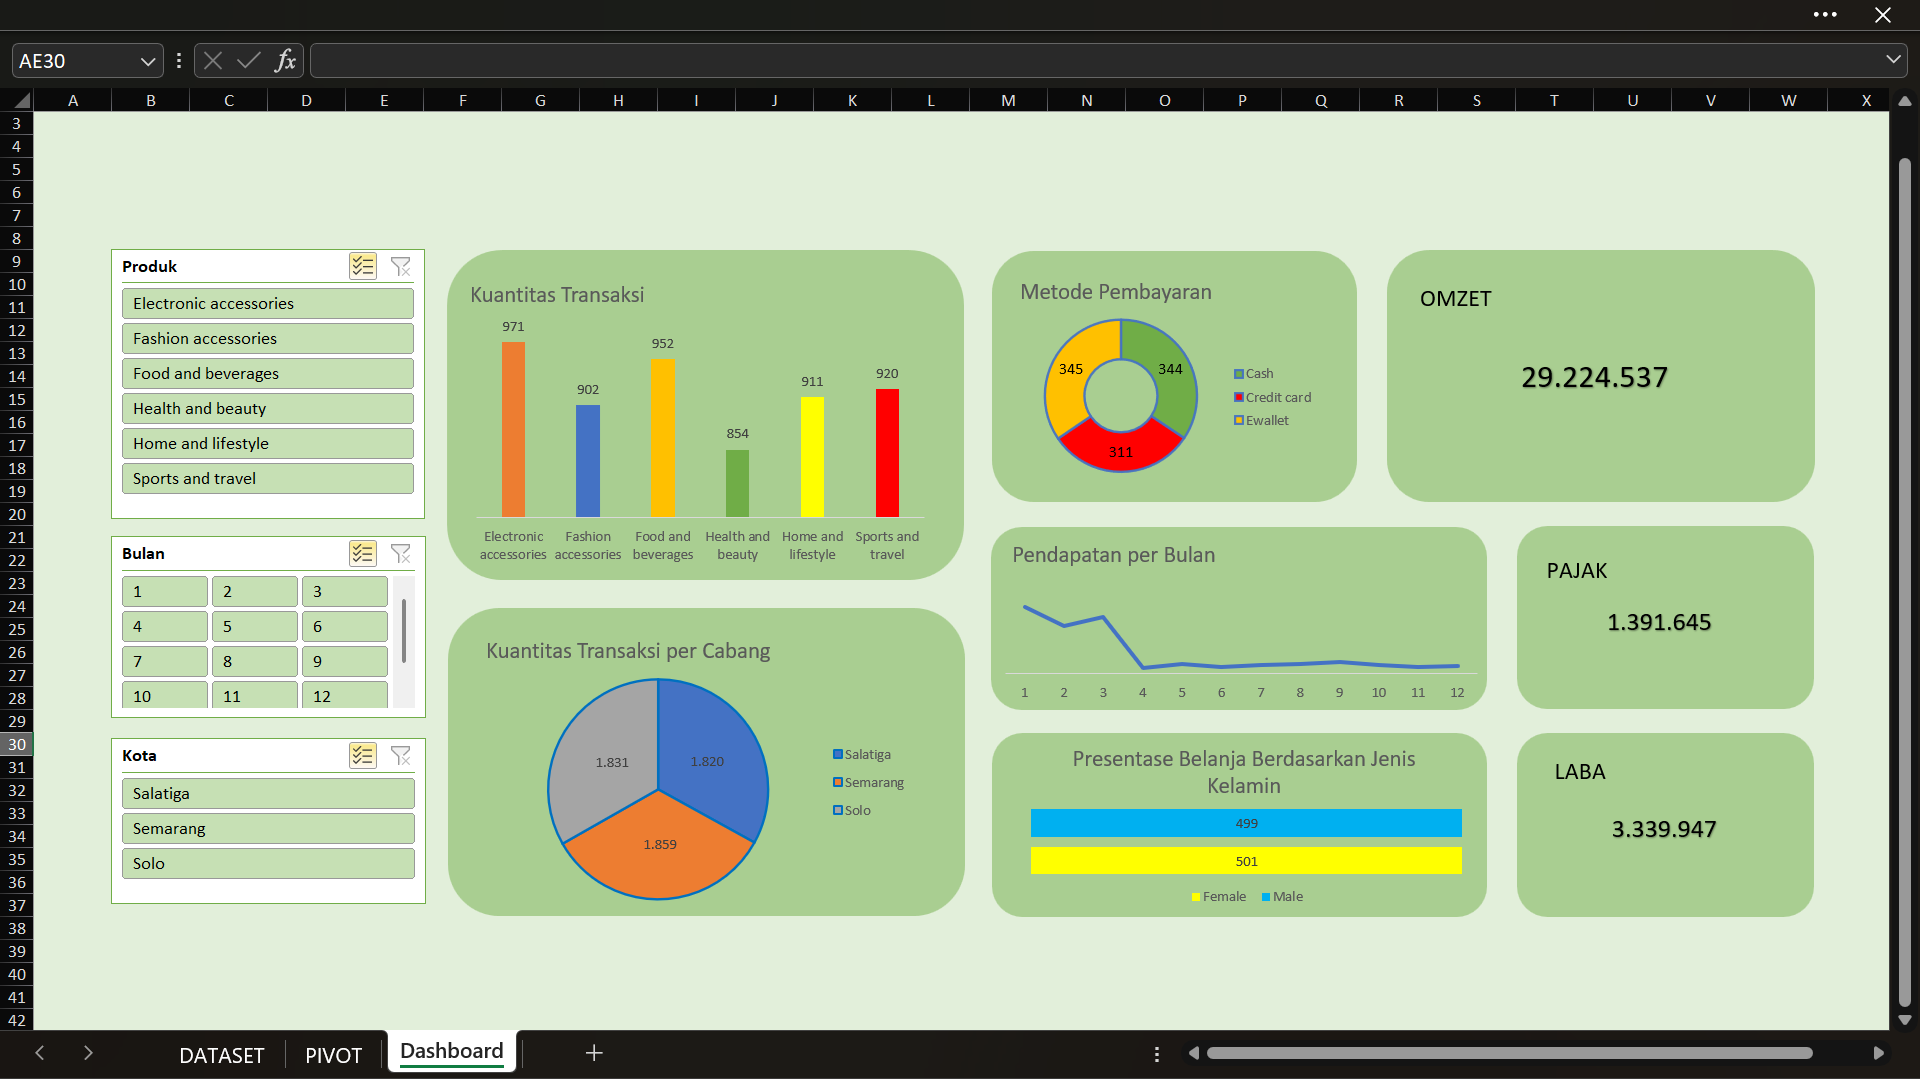 AE30
fx
A B C D E F G H I J K L M N O P Q R S T U V W X
3
4
5
6
7
8
9
10
11
12
13
14
15
16
17
18
19
20
21
22
23
24
25
26
27
28
29
30
31
32
33
34
35
36
37
38
39
40
41
42
Produk
Electronic accessories
Fashion accessories
Food and beverages
Health and beauty
Home and lifestyle
Sports and travel
Bulan
1 2 3
4 5 6
7 8 9
10 11 12
Kota
Salatiga
Semarang
Solo
Kuantitas Transaksi
971
902
952
854
911
920
Electronic accessories
Fashion accessories
Food and beverages
Health and beauty
Home and lifestyle
Sports and travel
Kuantitas Transaksi per Cabang
1.831
1.820
1.859
Salatiga
Semarang
Solo
Metode Pembayaran
345
344
311
Cash
Credit card
Ewallet
OMZET
29.224.537
Pendapatan per Bulan
1 2 3 4 5 6 7 8 9 10 11 12
PAJAK
1.391.645
Presentase Belanja Berdasarkan Jenis
Kelamin
499
501
Female Male
LABA
3.339.947
DATASET PIVOT Dashboard